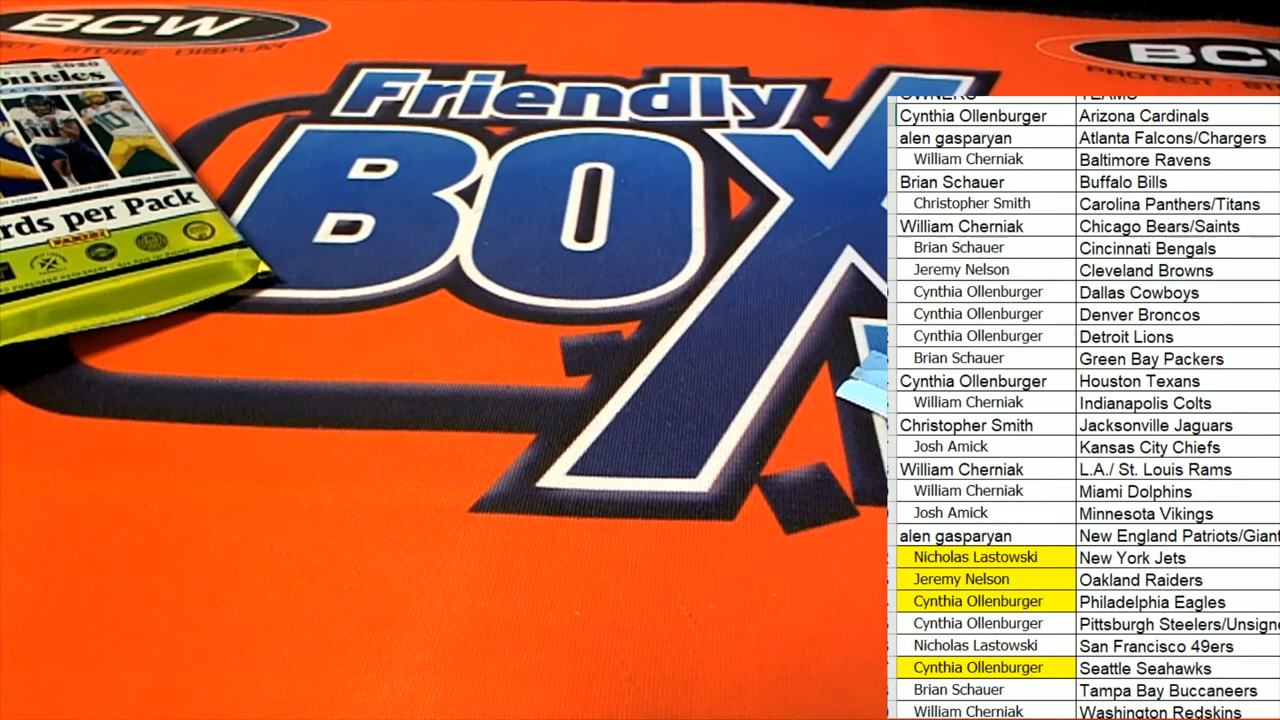 BCW
STORE DISPLAY
BCW
PROTECT
2020
Friendly
BOX
rds per Pack
PANINI
OWNERS TEAMS
Cynthia Ollenburger Arizona Cardinals
alen gasparyan Atlanta Falcons/Chargers
William Cherniak Baltimore Ravens
Brian Schauer Buffalo Bills
Christopher Smith Carolina Panthers/Titans
William Cherniak Chicago Bears/Saints
Brian Schauer Cincinnati Bengals
Jeremy Nelson Cleveland Browns
Cynthia Ollenburger Dallas Cowboys
Cynthia Ollenburger Denver Broncos
Cynthia Ollenburger Detroit Lions
Brian Schauer Green Bay Packers
Cynthia Ollenburger Houston Texans
William Cherniak Indianapolis Colts
Christopher Smith Jacksonville Jaguars
Josh Amick Kansas City Chiefs
William Cherniak L.A./ St. Louis Rams
William Cherniak Miami Dolphins
Josh Amick Minnesota Vikings
alen gasparyan New England Patriots/Giant
Nicholas Lastowski New York Jets
Jeremy Nelson Oakland Raiders
Cynthia Ollenburger Philadelphia Eagles
Cynthia Ollenburger Pittsburgh Steelers/Unsigne
Nicholas Lastowski San Francisco 49ers
Cynthia Ollenburger Seattle Seahawks
Brian Schauer Tampa Bay Buccaneers
William Cherniak Washington Redskins